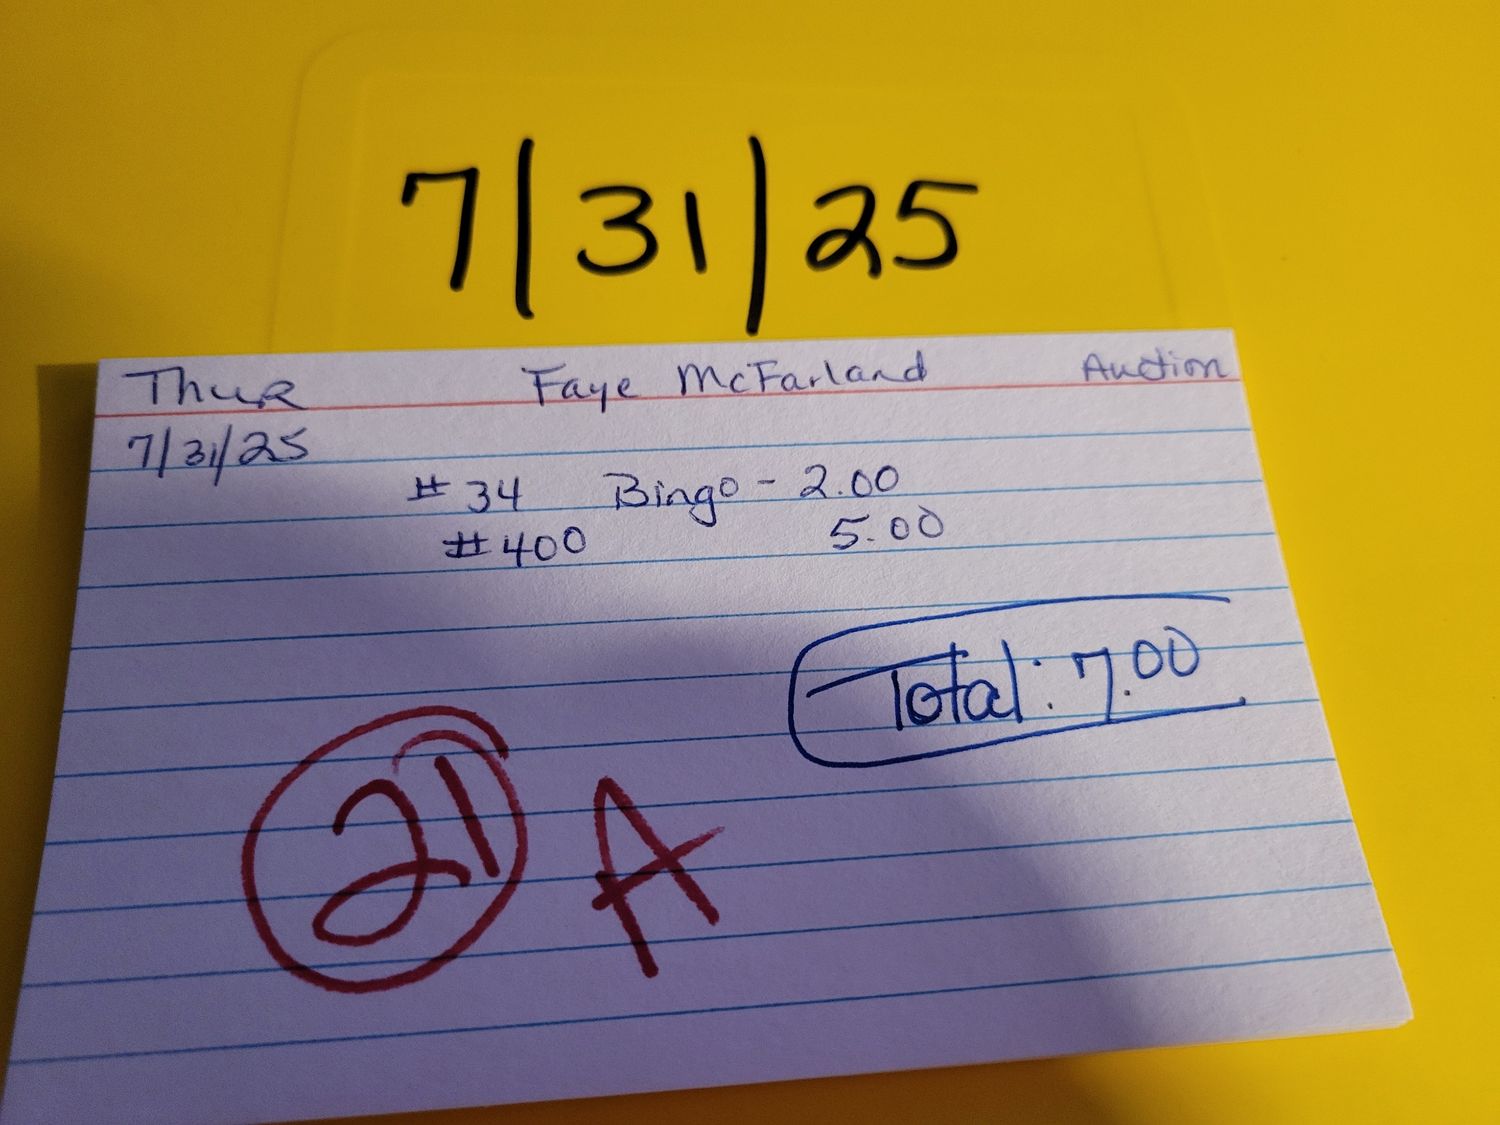 7/31/25
Thur Faye McFarland Auction
7/31/25
#34 Bingo - 2.00
#400 5.00
Total: 7.00
21 A